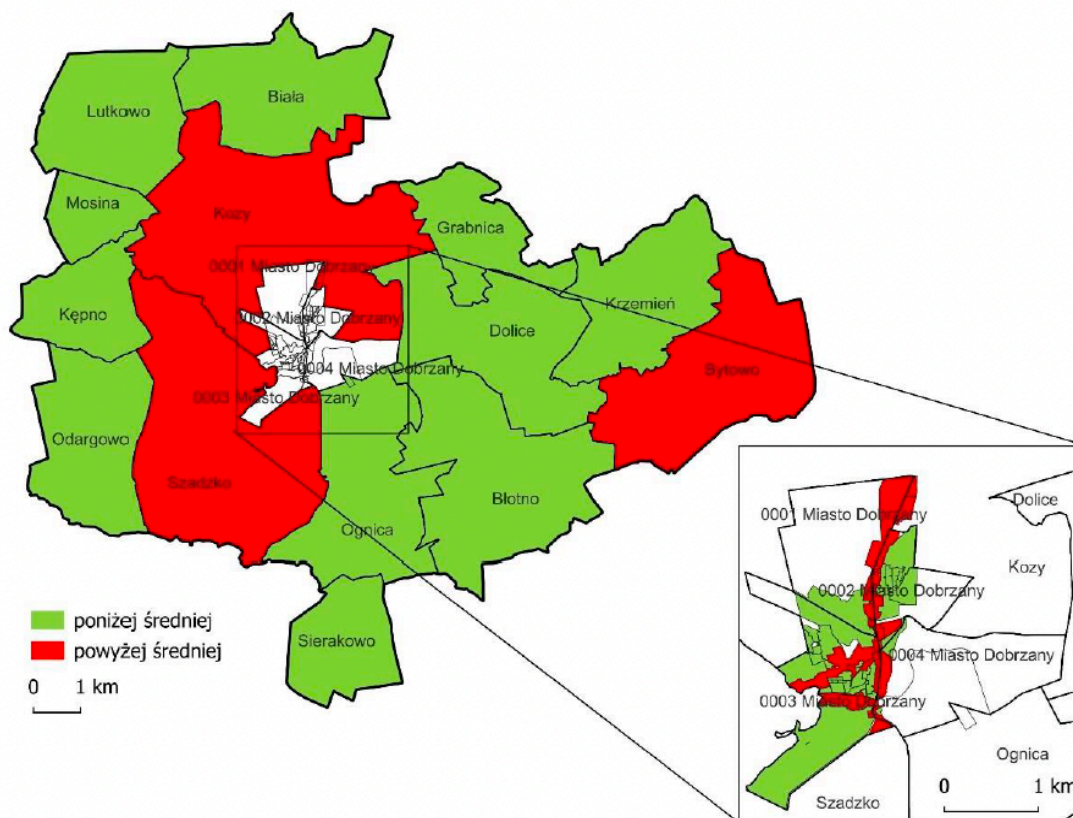 Biała
Lutkowo
Mosina
Kozy
Grabnica
0001 Miasto Dobrzany
Krzemień
Kępno
0002 Miasto Dobrzany
Dolice
0004 Miasto Dobrzany
Bytowo
0003 Miasto Dobrzany
Odargowo
Szadzko
Błotno
Ognica
Sierakowo
poniżej średniej
powyżej średniej
0 1 km
Dolice
0001 Miasto Dobrzany
Kozy
0002 Miasto Dobrzany
0004 Miasto Dobrzany
0003 Miasto Dobrzany
Ognica
Szadzko
0 1 km